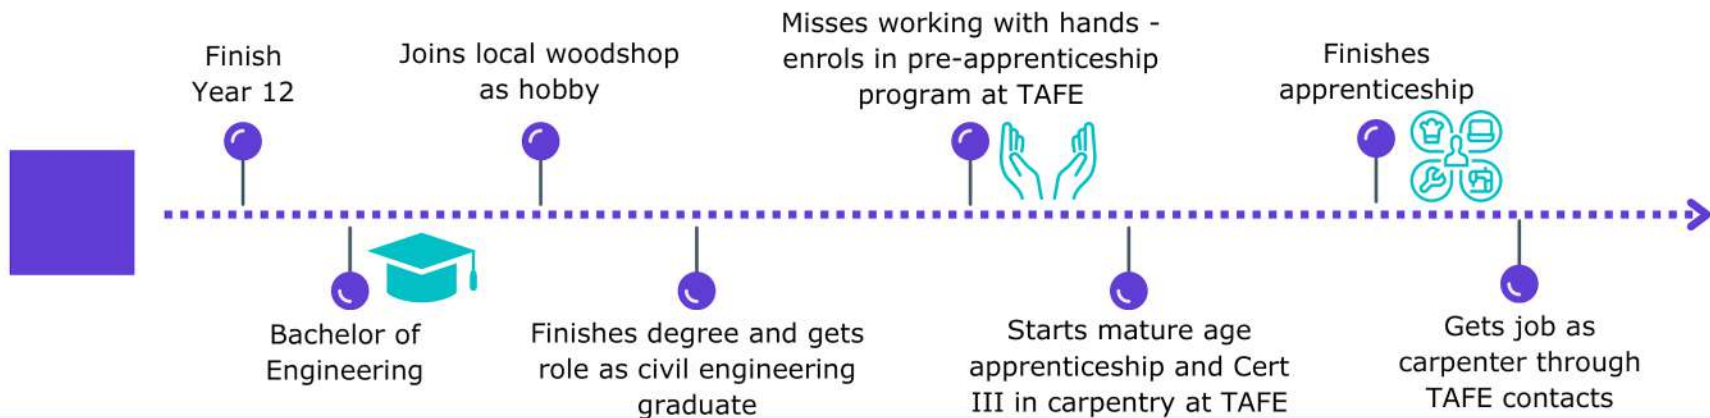 Finish
Year 12
Joins local woodshop
as hobby
Misses working with hands -
enrols in pre-apprenticeship
program at TAFE
Finishes
apprenticeship
Bachelor of
Engineering
Finishes degree and gets
role as civil engineering
graduate
Starts mature age
apprenticeship and Cert
III in carpentry at TAFE
Gets job as
carpenter through
TAFE contacts